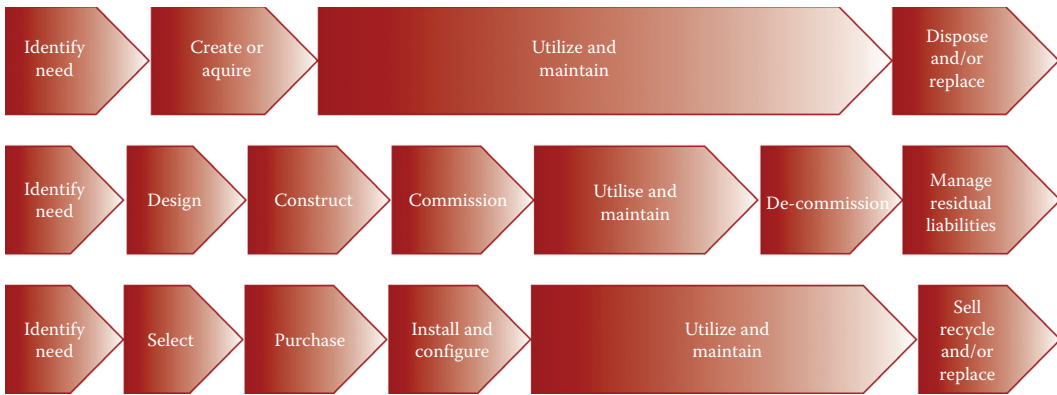 Identify
need
Create or
aquire
Utilize and
maintain
Dispose
and/or
replace
Identify
need
Design
Construct
Commission
Utilise and
maintain
De-commission
Manage
residual
liabilities
Identify
need
Select
Purchase
Install and
configure
Utilize and
maintain
Sell
recycle
and/or
replace